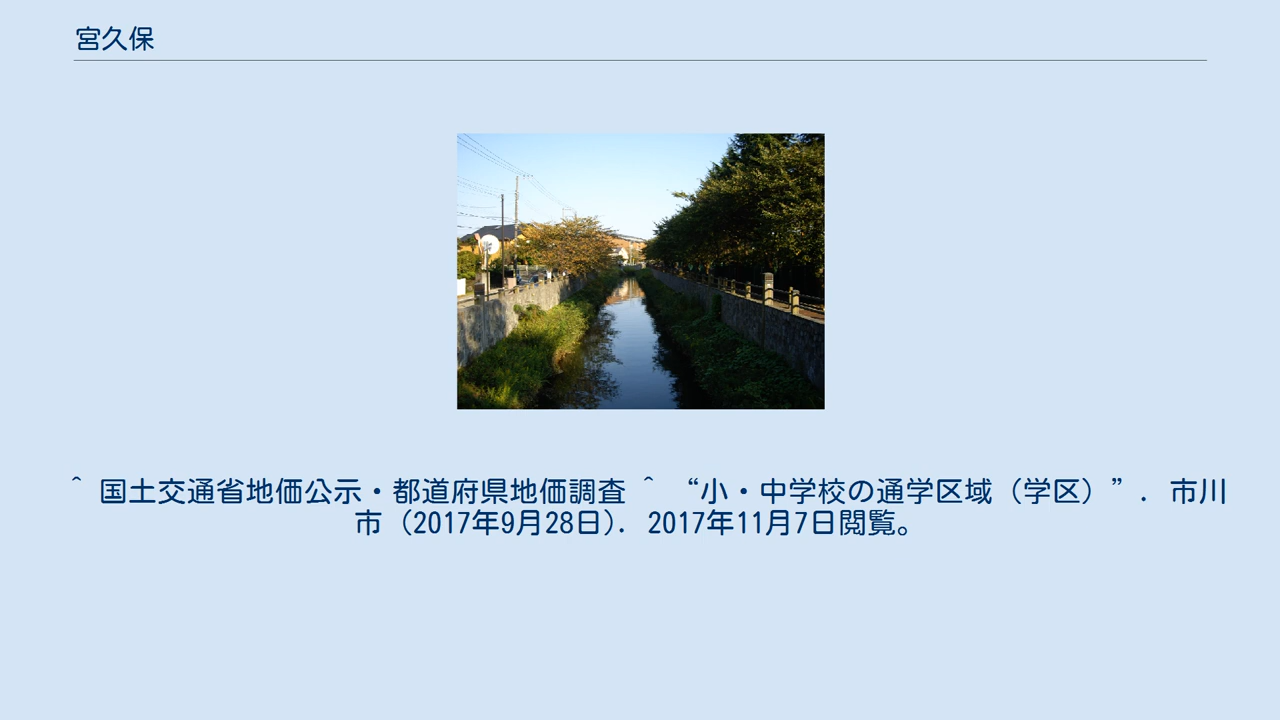 宮久保
^ 国土交通省地価公示・都道府県地価調査 ^ “小・中学校の通学区域（学区）”. 市川
市 (2017年9月28日). 2017年11月7日閲覧。